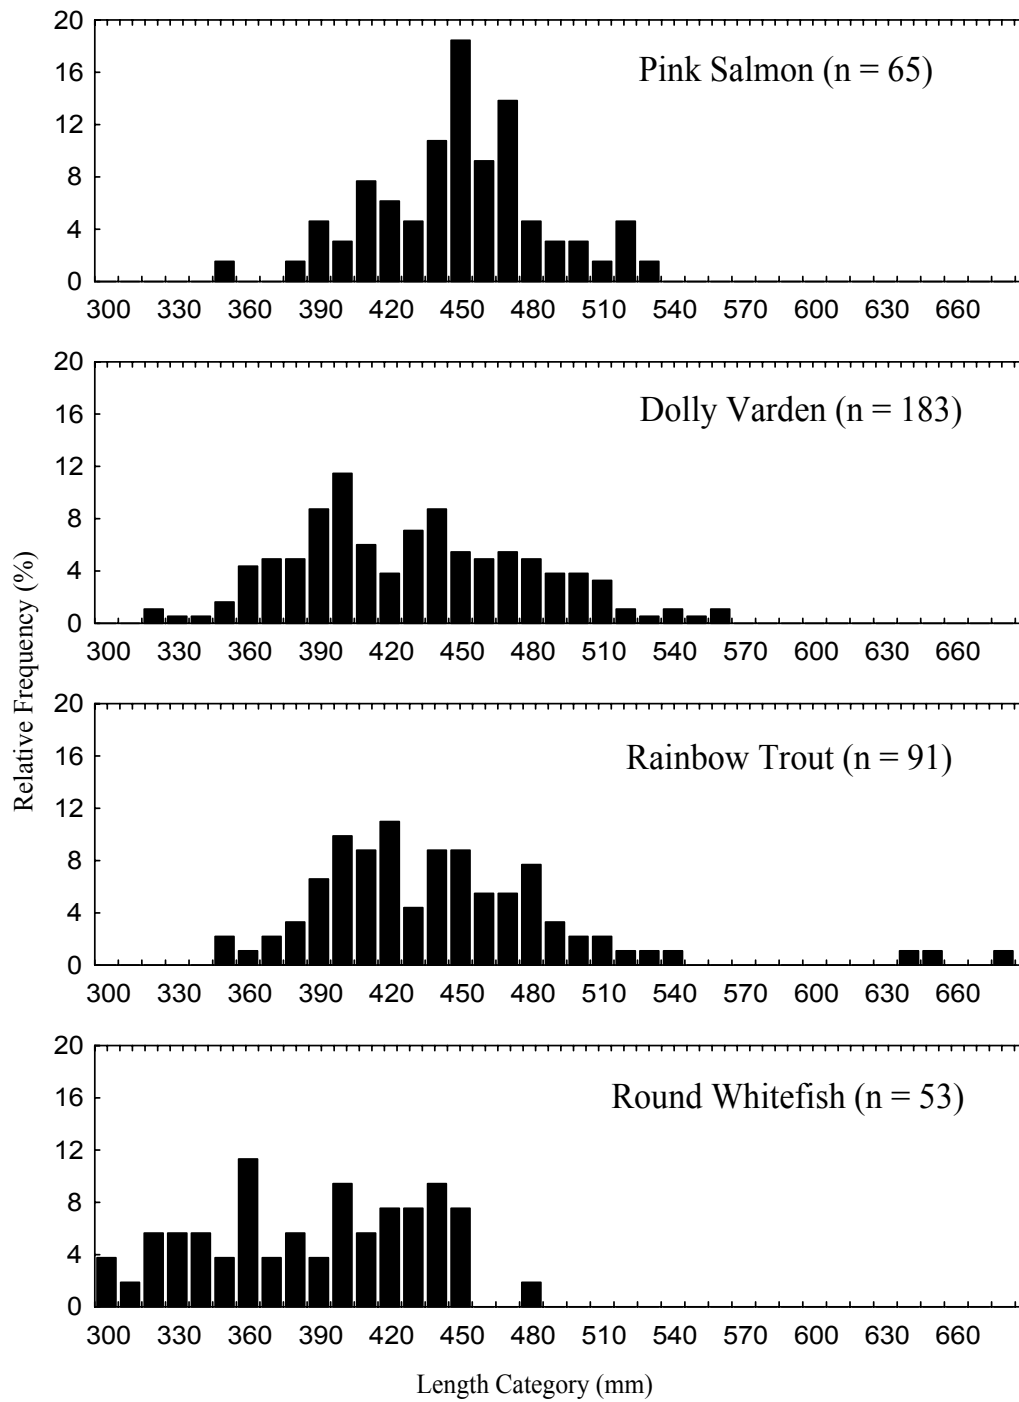 20
Pink Salmon (n = 65)
16
12
8
4
0
300 330 360 390 420 450 480 510 540 570 600 630 660
20
Dolly Varden (n = 183)
16
12
8
4
0
300 330 360 390 420 450 480 510 540 570 600 630 660
Relative Frequency (%)
20
Rainbow Trout (n = 91)
16
12
8
4
0
300 330 360 390 420 450 480 510 540 570 600 630 660
20
Round Whitefish (n = 53)
16
12
8
4
0
300 330 360 390 420 450 480 510 540 570 600 630 660
Length Category (mm)